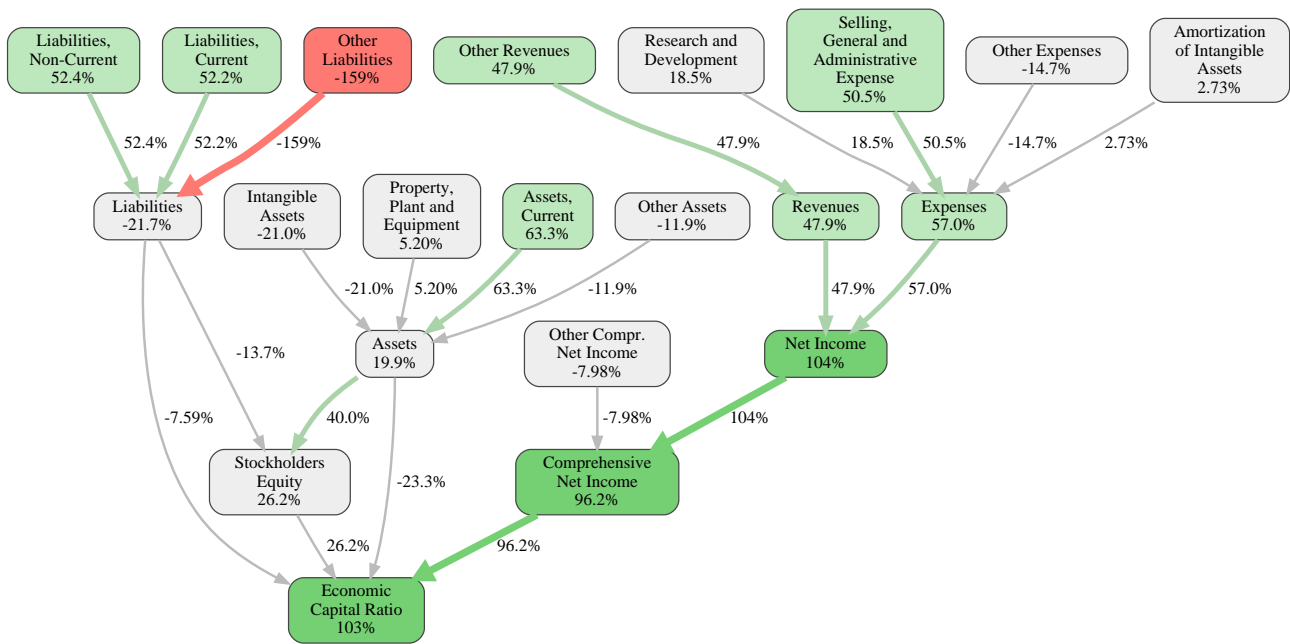 Liabilities,
Non-Current
52.4%
Liabilities,
Current
52.2%
Other
Liabilities
-159%
Other Revenues
47.9%
Research and
Development
18.5%
Selling,
General and
Administrative
Expense
50.5%
Other Expenses
-14.7%
Amortization
of Intangible
Assets
2.73%
52.4%
52.2%
-159%
47.9%
18.5%
50.5%
-14.7%
2.73%
Liabilities
-21.7%
Intangible
Assets
-21.0%
Property,
Plant and
Equipment
5.20%
Assets,
Current
63.3%
Other Assets
-11.9%
Revenues
47.9%
Expenses
57.0%
-21.0%
5.20%
63.3%
-11.9%
47.9%
57.0%
-13.7%
Assets
19.9%
Other Compr.
Net Income
-7.98%
Net Income
104%
-7.59%
40.0%
-7.98%
104%
Stockholders
Equity
26.2%
-23.3%
Comprehensive
Net Income
96.2%
26.2%
96.2%
Economic
Capital Ratio
103%